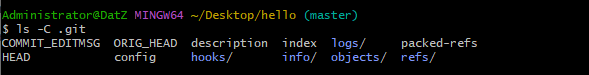 Administrator@DatZ MINGW64 ~/Desktop/hello (master)
$ ls -C .git
COMMIT_EDITMSG  ORIG_HEAD  description  index  logs/     packed-refs
HEAD            config     hooks/       info/  objects/  refs/